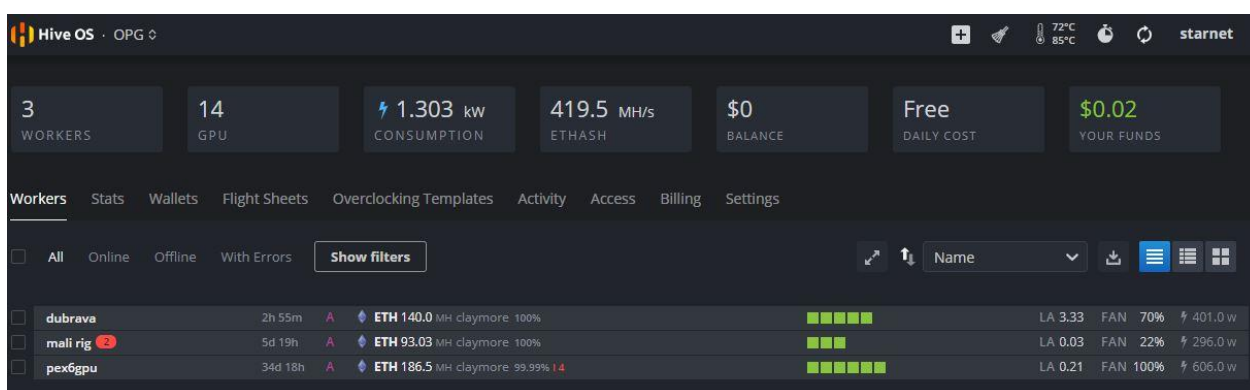 Hive OS · OPG 72°C 85°C starnet
3 14 1.303 kW 419.5 MH/s $0 Free $0.02
WORKERS GPU CONSUMPTION ETHASH BALANCE DAILY COST YOUR FUNDS
Workers Stats Wallets Flight Sheets Overclocking Templates Activity Access Billing Settings
All Online Offline With Errors Show filters Name
dubrava 2h 55m A ETH 140.0 MH claymore 100% LA 3.33 FAN 70% 401.0 w
mali rig 2 5d 19h A ETH 93.03 MH claymore 100% LA 0.03 FAN 22% 296.0 w
pex6gpu 34d 18h A ETH 186.5 MH claymore 99.99% I 4 LA 0.21 FAN 100% 606.0 w